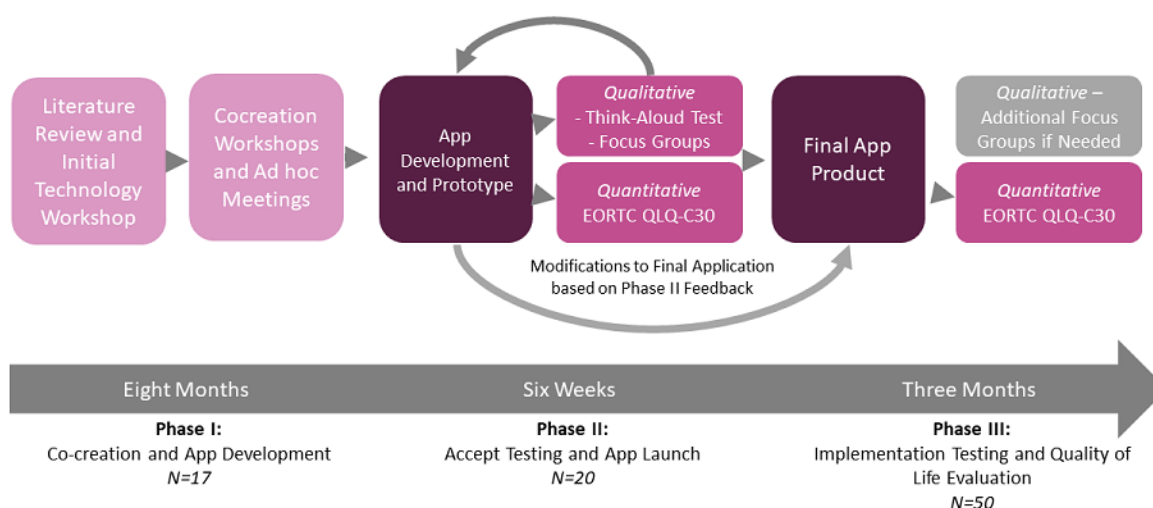 Literature
Review and
Initial
Technology
Workshop
Cocreation
Workshops
and Ad hoc
Meetings
App
Development
and Prototype
Qualitative
- Think-Aloud Test
- Focus Groups
Quantitative
EORTC QLQ-C30
Final App
Product
Qualitative –
Additional Focus
Groups if Needed
Quantitative
EORTC QLQ-C30
Modifications to Final Application
based on Phase II Feedback
Eight Months
Six Weeks
Three Months
Phase I:
Co-creation and App Development
N=17
Phase II:
Accept Testing and App Launch
N=20
Phase III:
Implementation Testing and Quality of
Life Evaluation
N=50